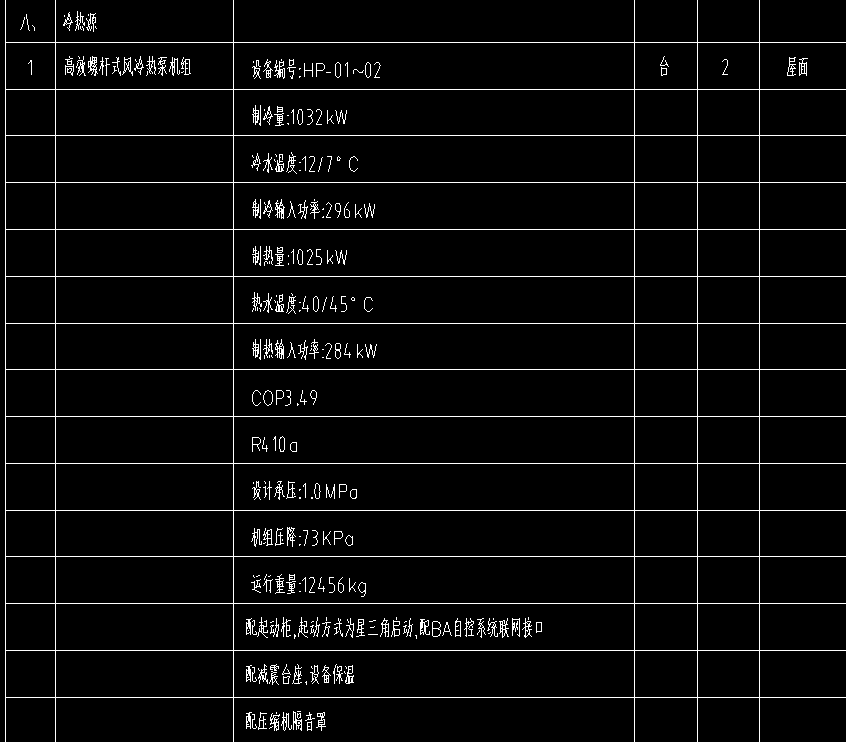 八、 冷热源
1 高效螺杆式风冷热泵机组 设备编号:HP-01~02 台 2 屋面
制冷量:1032kW
冷水温度:12/7°C
制冷输入功率:296kW
制热量:1025kW
热水温度:40/45°C
制热输入功率:284kW
COP3.49
R410a
设计承压:1.0MPa
机组压降:73KPa
运行重量:12456kg
配起动柜,起动方式为星三角启动,配BA自控系统联网接口
配减震台座,设备保温
配压缩机隔音罩